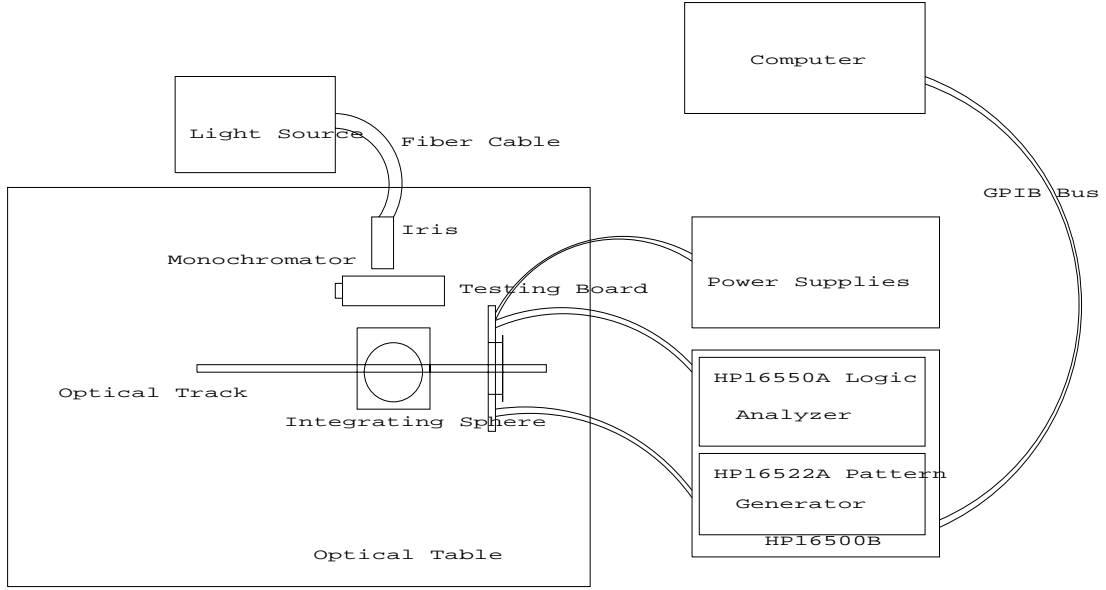 Computer
Light Source
Fiber Cable
GPIB Bus
Iris
Monochromator
Testing Board
Power Supplies
HP16550A Logic
Analyzer
Optical Track
Integrating Sphere
HP16522A Pattern
Generator
HP16500B
Optical Table